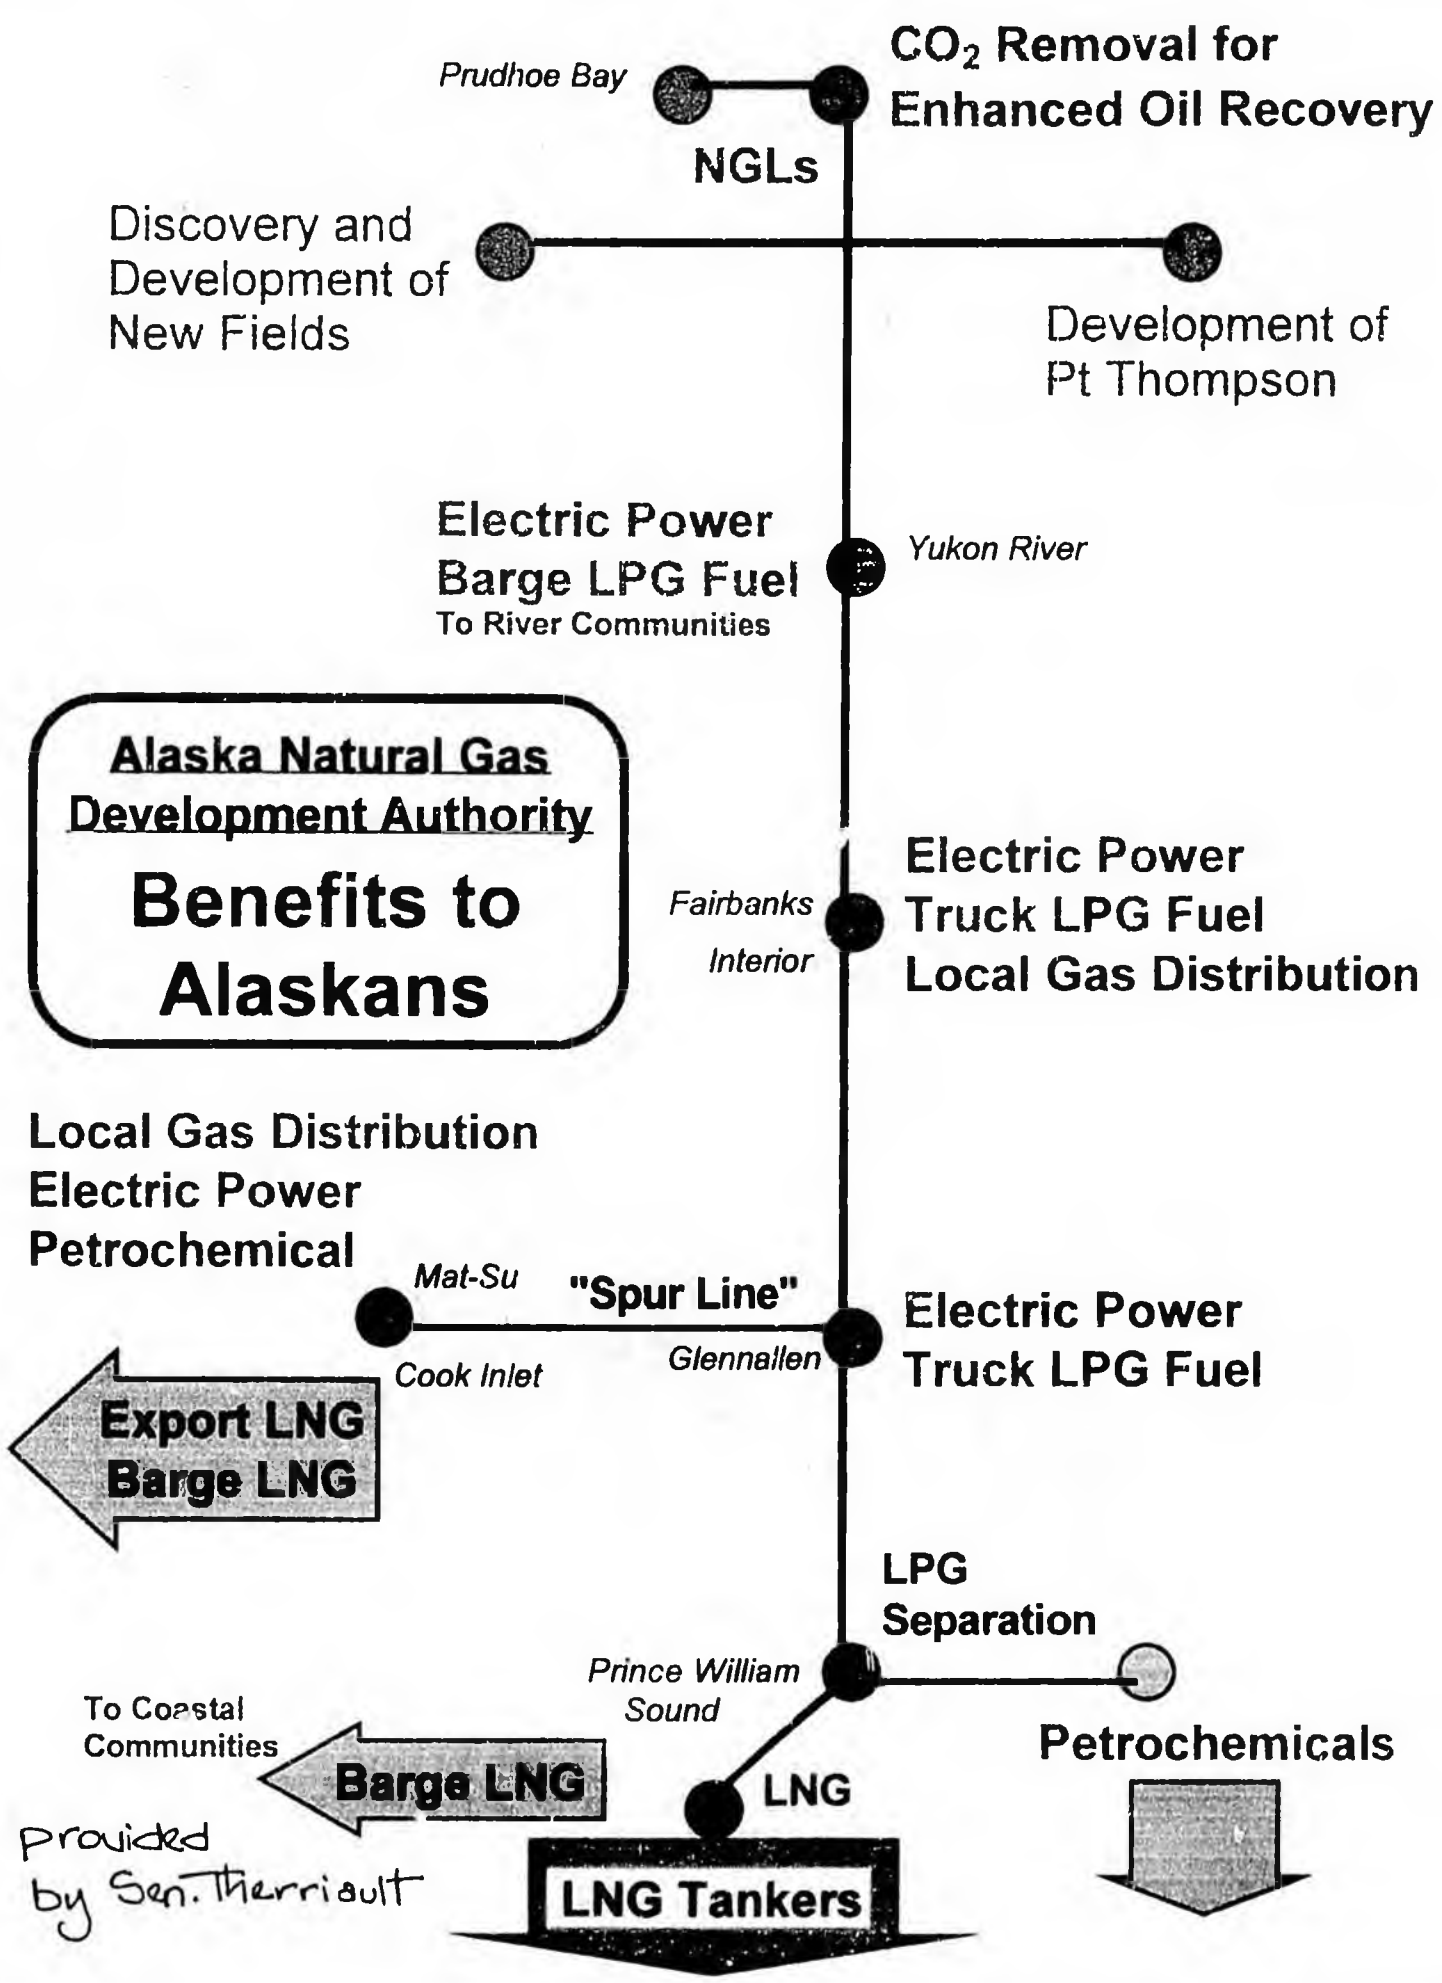 Prudhoe Bay
CO₂ Removal for
Enhanced Oil Recovery
NGLs
Discovery and
Development of
New Fields
Development of
Pt Thompson
Electric Power
Barge LPG Fuel
To River Communities
Yukon River
Alaska Natural Gas
Development Authority
Benefits to
Alaskans
Fairbanks
Interior
Electric Power
Truck LPG Fuel
Local Gas Distribution
Local Gas Distribution
Electric Power
Petrochemical
Mat-Su
"Spur Line"
Cook Inlet
Glennallen
Electric Power
Truck LPG Fuel
Export LNG
Barge LNG
LPG
Separation
Prince William
Sound
Petrochemicals
To Coastal
Communities
Barge LNG
LNG
LNG Tankers
provided
by Sen. Therriault